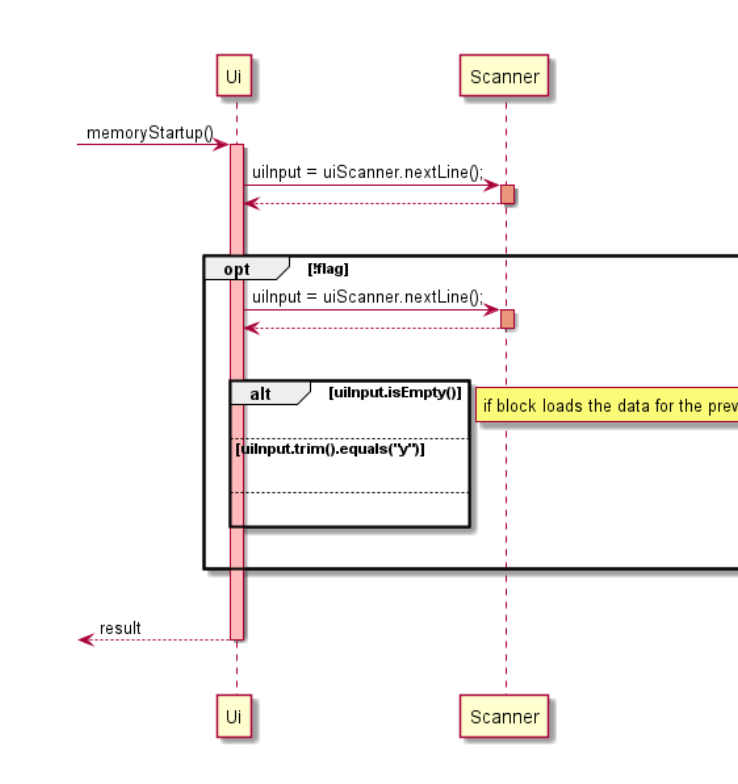 Ui
Scanner
memoryStartup()
uiInput = uiScanner.nextLine();
opt
[!flag]
uiInput = uiScanner.nextLine();
alt
[uiInput.isEmpty()]
if block loads the data for the prev
[uiInput.trim().equals("y")]
result
Ui
Scanner